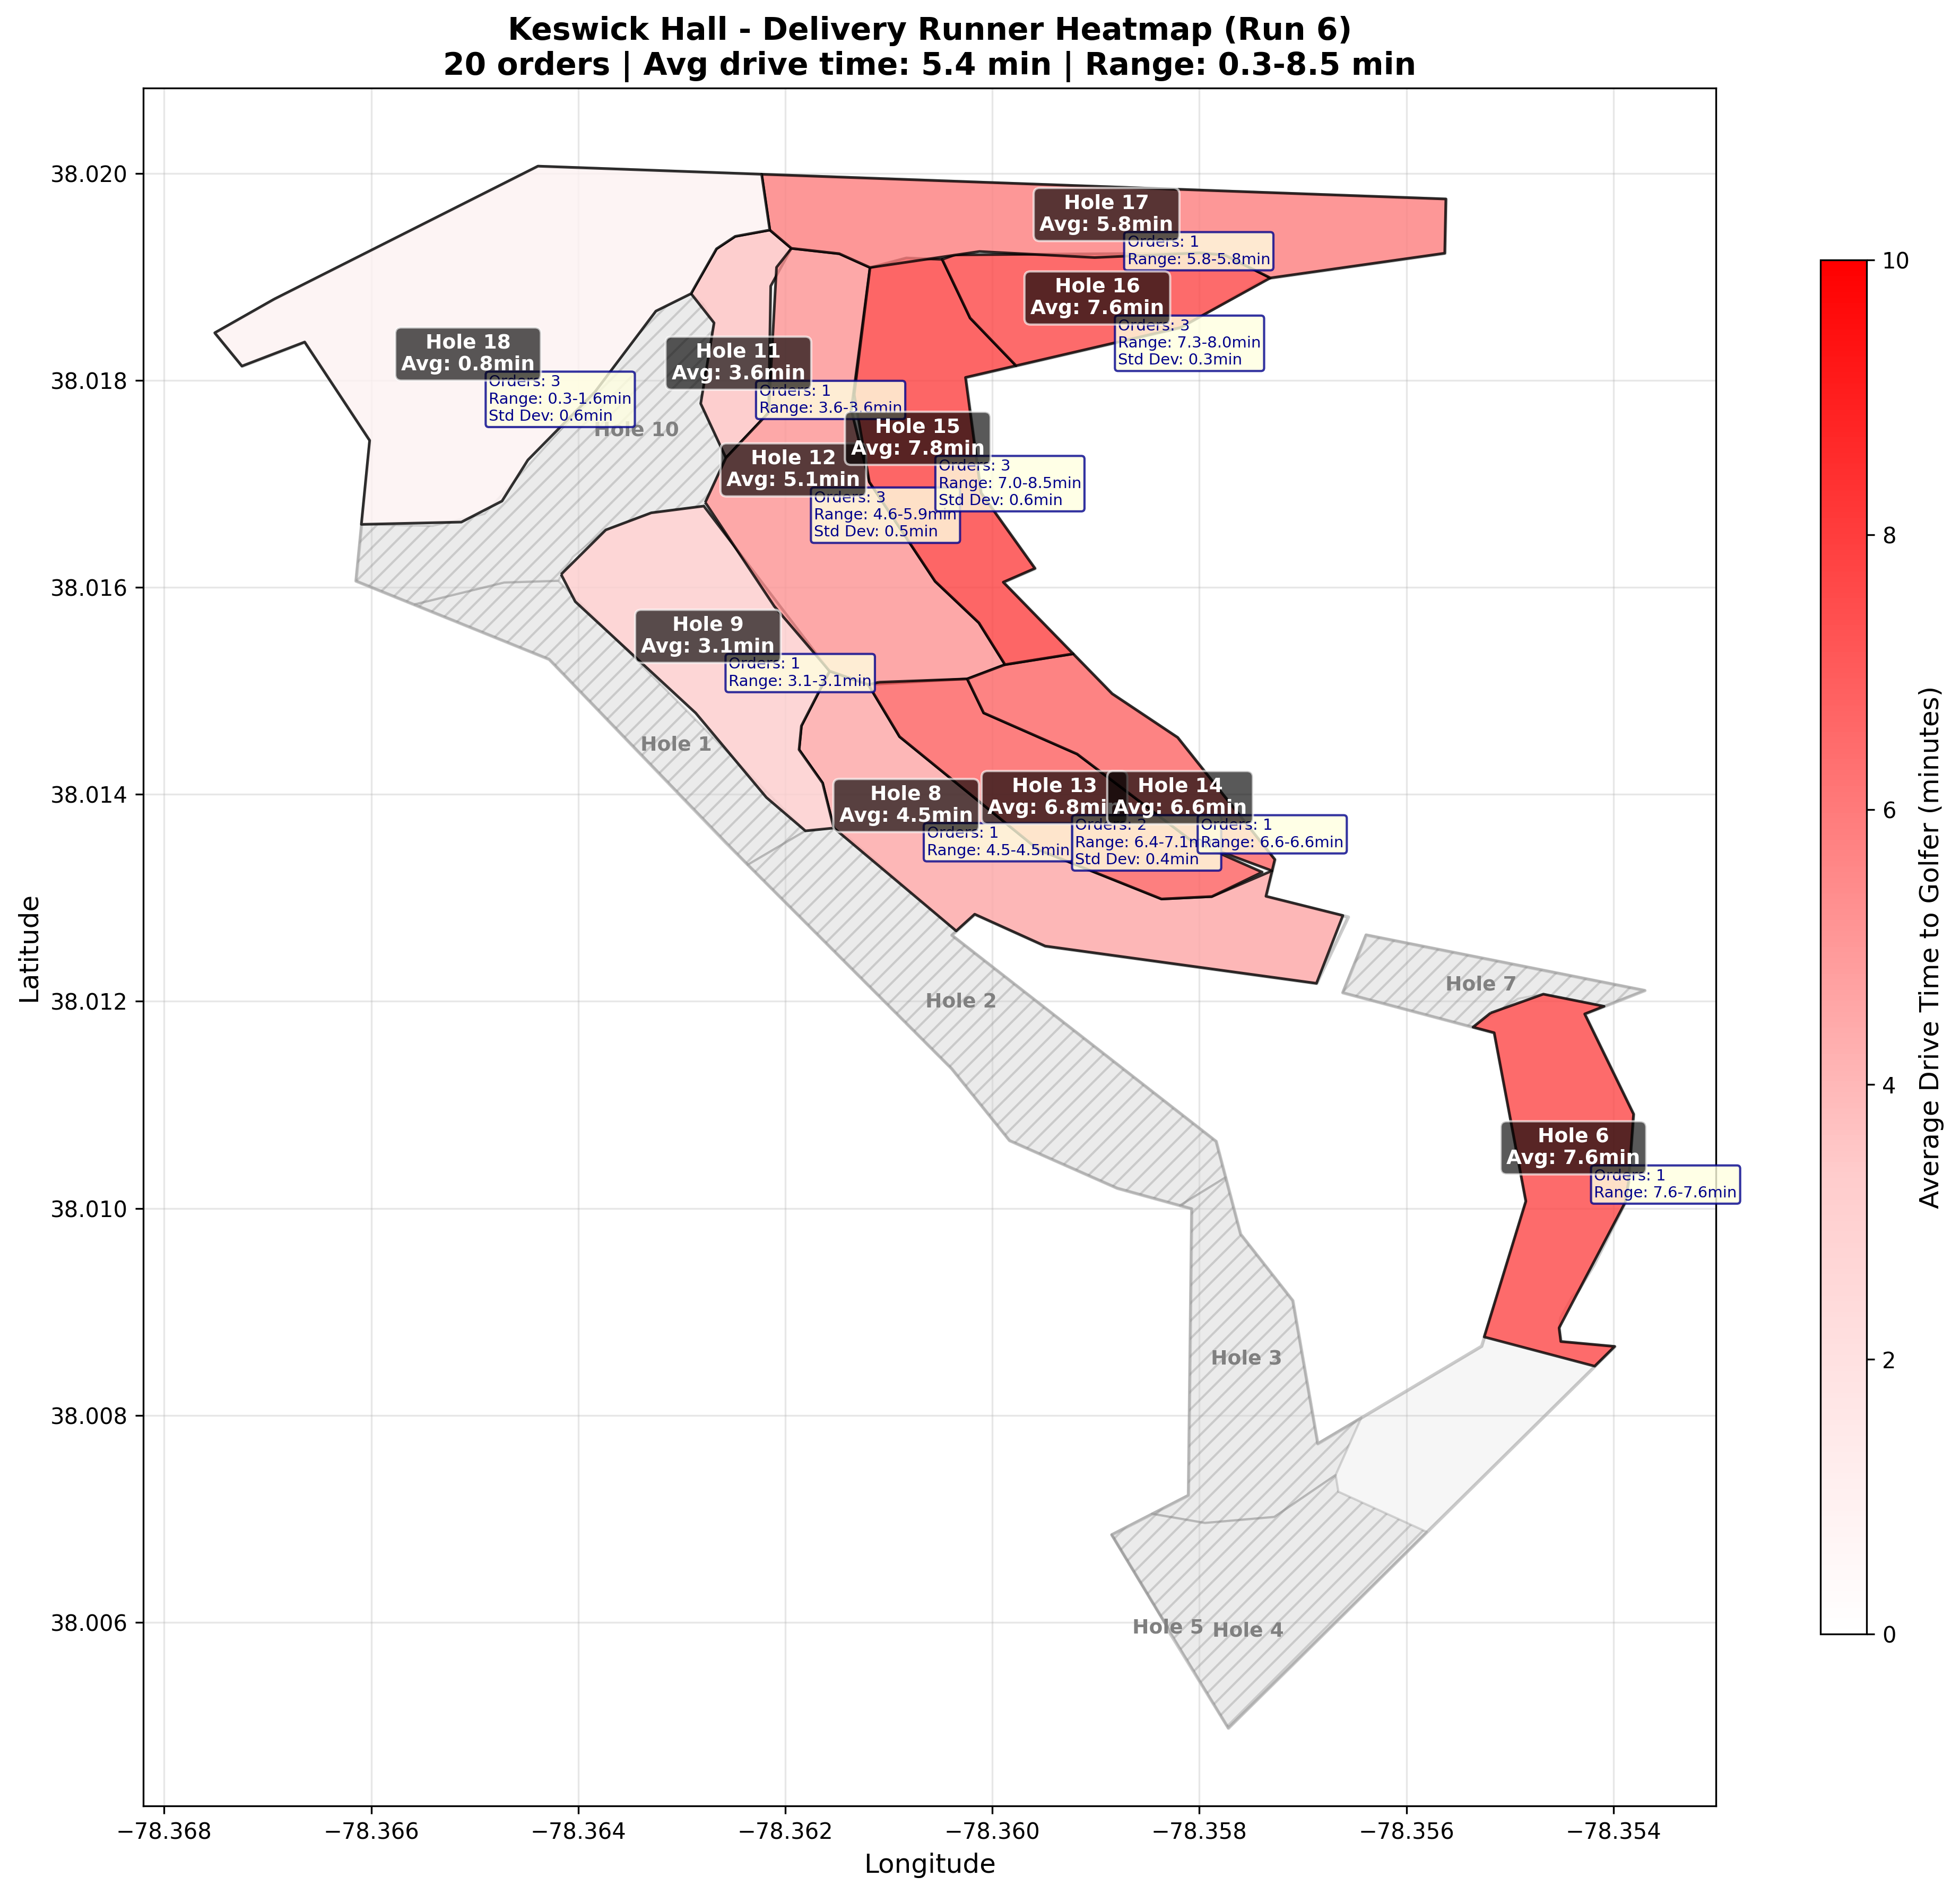 Keswick Hall - Delivery Runner Heatmap (Run 6)
20 orders | Avg drive time: 5.4 min | Range: 0.3-8.5 min
Hole 17
Avg: 5.8min
Orders: 1
Range: 5.8-5.8min
Hole 16
Avg: 7.6min
Orders: 3
Range: 7.3-8.0min
Std Dev: 0.3min
Hole 18
Avg: 0.8min
Orders: 3
Range: 0.3-1.6min
Std Dev: 0.6min
Hole 10
Hole 11
Avg: 3.6min
Orders: 1
Range: 3.6-3.6min
Hole 15
Avg: 7.8min
Orders: 3
Range: 7.0-8.5min
Std Dev: 0.6min
Hole 12
Avg: 5.1min
Orders: 3
Range: 4.6-5.9min
Std Dev: 0.5min
Hole 9
Avg: 3.1min
Orders: 1
Range: 3.1-3.1min
Hole 1
Hole 8
Avg: 4.5min
Orders: 1
Range: 4.5-4.5min
Hole 13
Avg: 6.8min
Orders: 2
Range: 6.4-7.1m
Std Dev: 0.4min
Hole 14
Avg: 6.6min
Orders: 1
Range: 6.6-6.6min
Hole 2
Hole 7
Hole 6
Avg: 7.6min
Orders: 1
Range: 7.6-7.6min
Hole 3
Hole 5
Hole 4
38.020
38.018
38.016
38.014
38.012
38.010
38.008
38.006
Latitude
−78.368
−78.366
−78.364
−78.362
−78.360
−78.358
−78.356
−78.354
Longitude
10
8
6
4
2
0
Average Drive Time to Golfer (minutes)